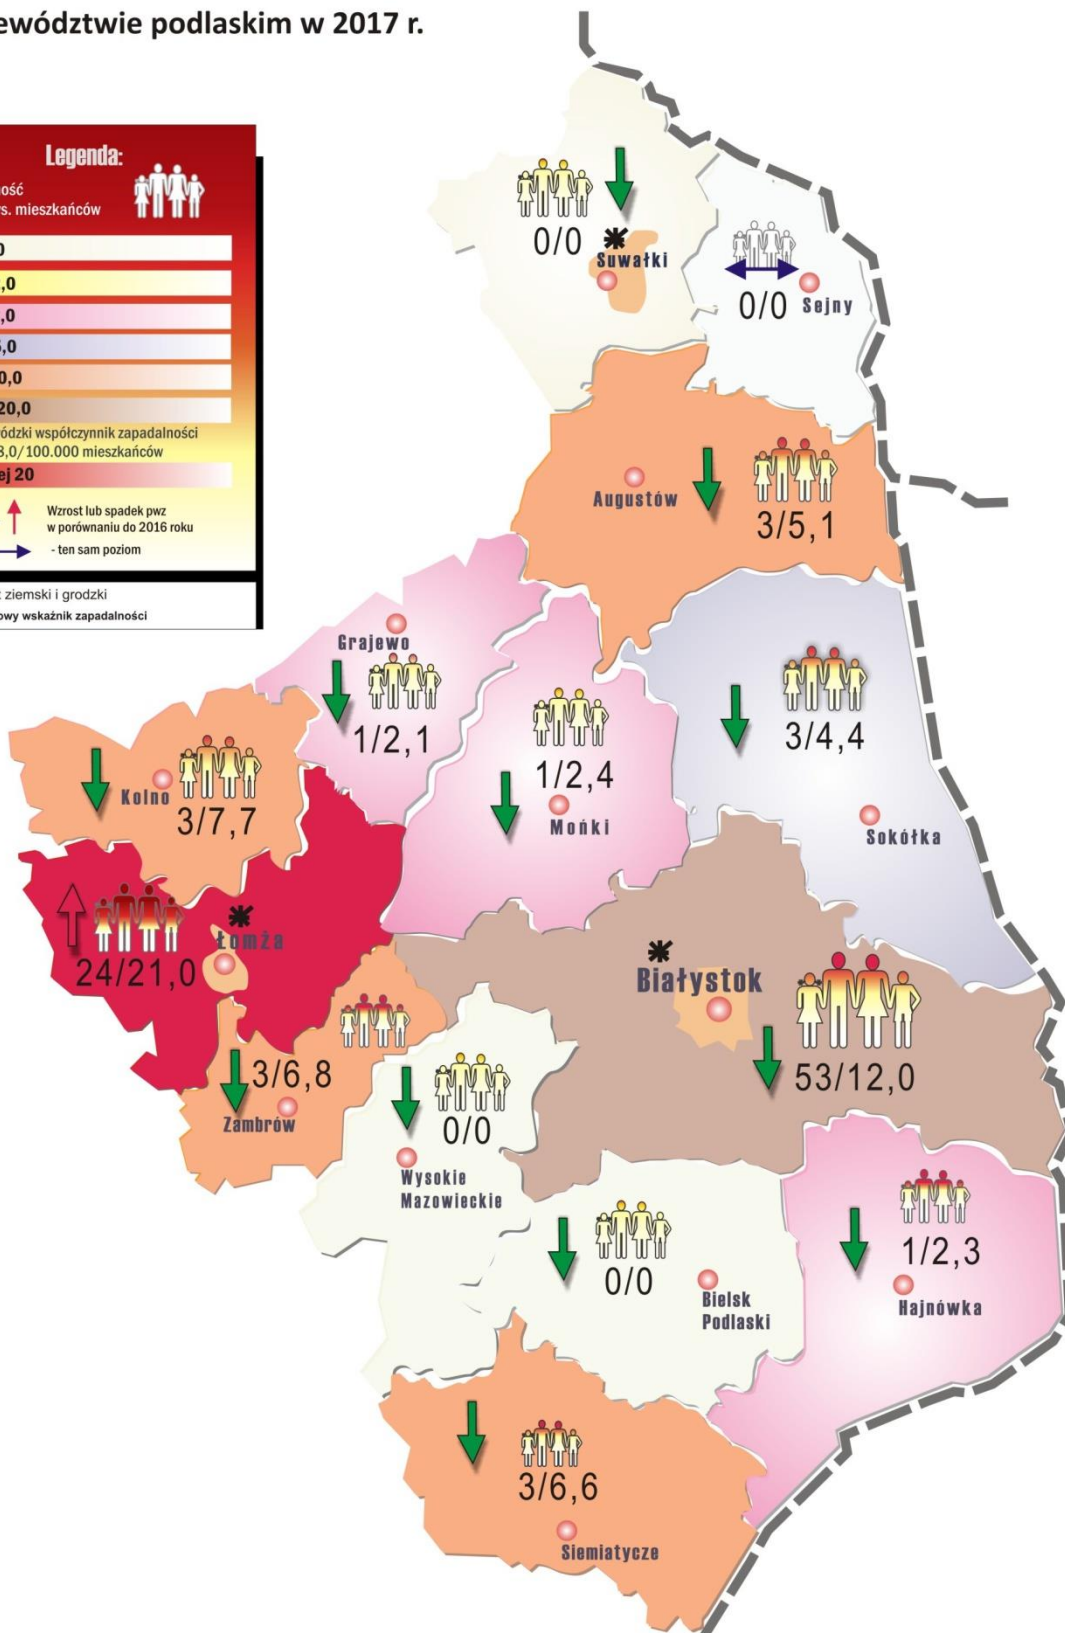 ewództwie podlaskim w 2017 r.
Legenda:
ość
ys. mieszkańców
0
,0
,0
5,0
0,0
20,0
ódzki współczynnik zapadalności
8,0/100.000 mieszkańców
ej 20
Wzrost lub spadek pwz
w porównaniu do 2016 roku
- ten sam poziom
ziemski i grodzki
owy wskaźnik zapadalności
0/0
Suwałki
0/0
Sejny
Augustów
3/5,1
Grajewo
1/2,1
1/2,4
Mońki
3/4,4
Sokółka
Kolno
3/7,7
Łomża
24/21,0
Białystok
53/12,0
3/6,8
Zambrów
0/0
Wysokie
Mazowieckie
0/0
Bielsk
Podlaski
1/2,3
Hajnówka
3/6,6
Siemiatycze